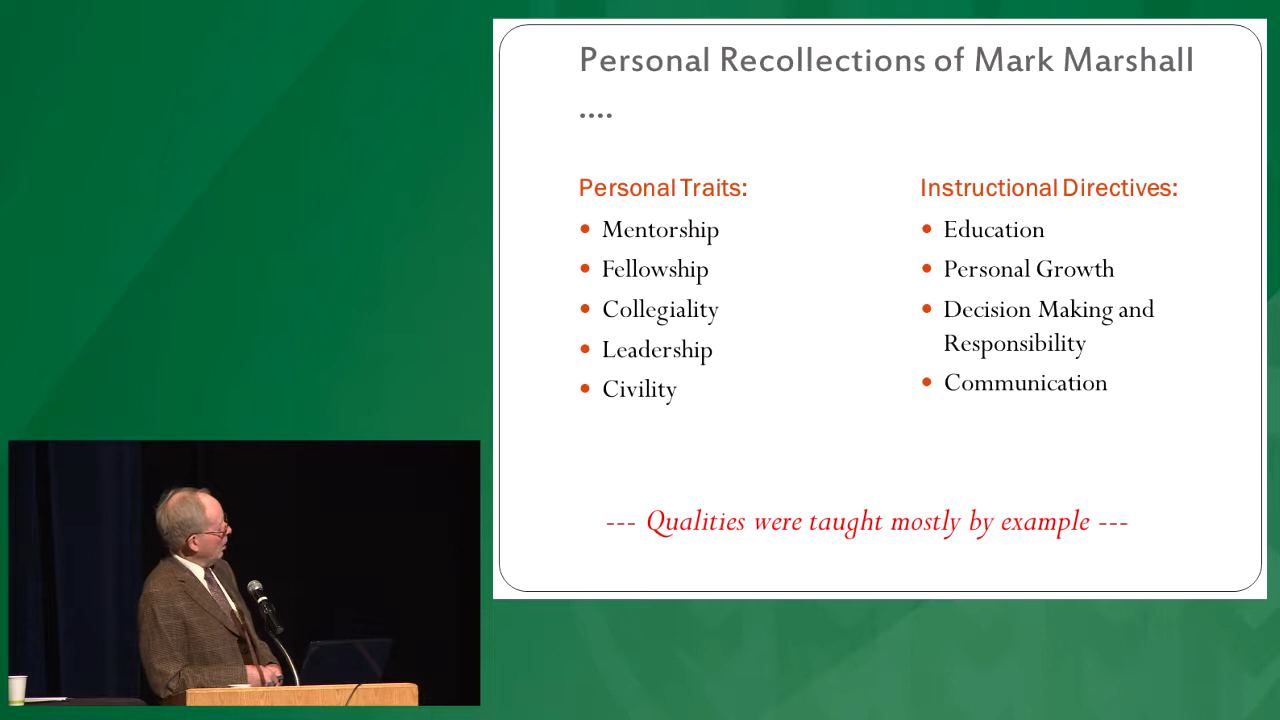 Personal Recollections of Mark Marshall
....
Personal Traits:
• Mentorship
• Fellowship
• Collegiality
• Leadership
• Civility
Instructional Directives:
• Education
• Personal Growth
• Decision Making and
Responsibility
• Communication
--- Qualities were taught mostly by example ---